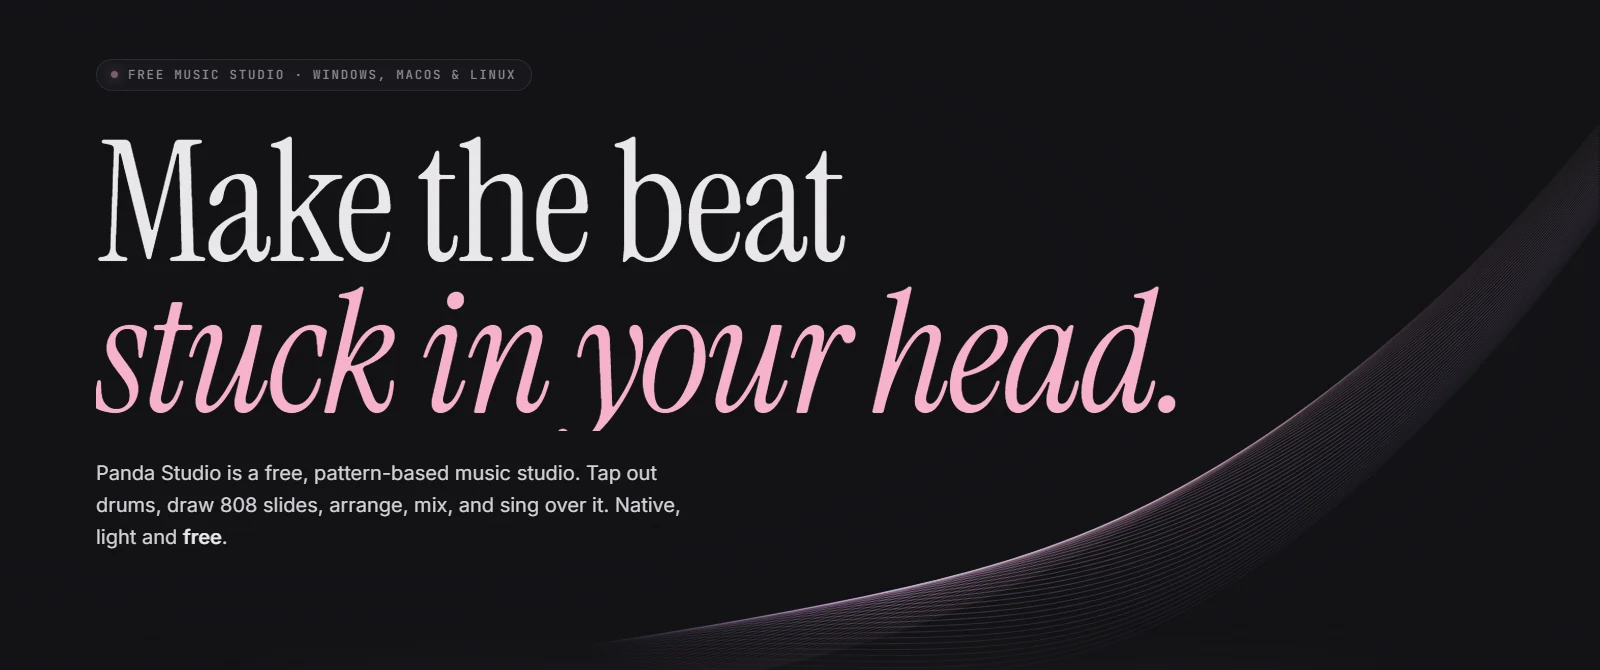 FREE MUSIC STUDIO · WINDOWS, MACOS & LINUX
Make the beat
stuck in your head.
Panda Studio is a free, pattern-based music studio. Tap out
drums, draw 808 slides, arrange, mix, and sing over it. Native,
light and free.